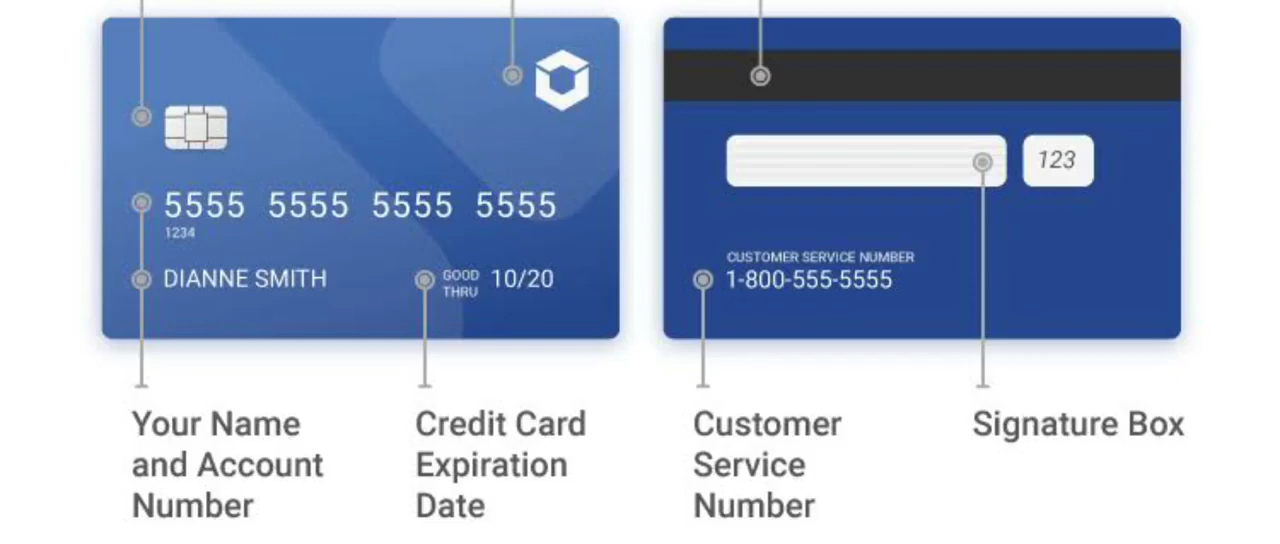 5555 5555 5555 5555
1234
DIANNE SMITH
GOOD THRU 10/20
123
CUSTOMER SERVICE NUMBER
1-800-555-5555
Your Name
and Account
Number
Credit Card
Expiration
Date
Customer
Service
Number
Signature Box